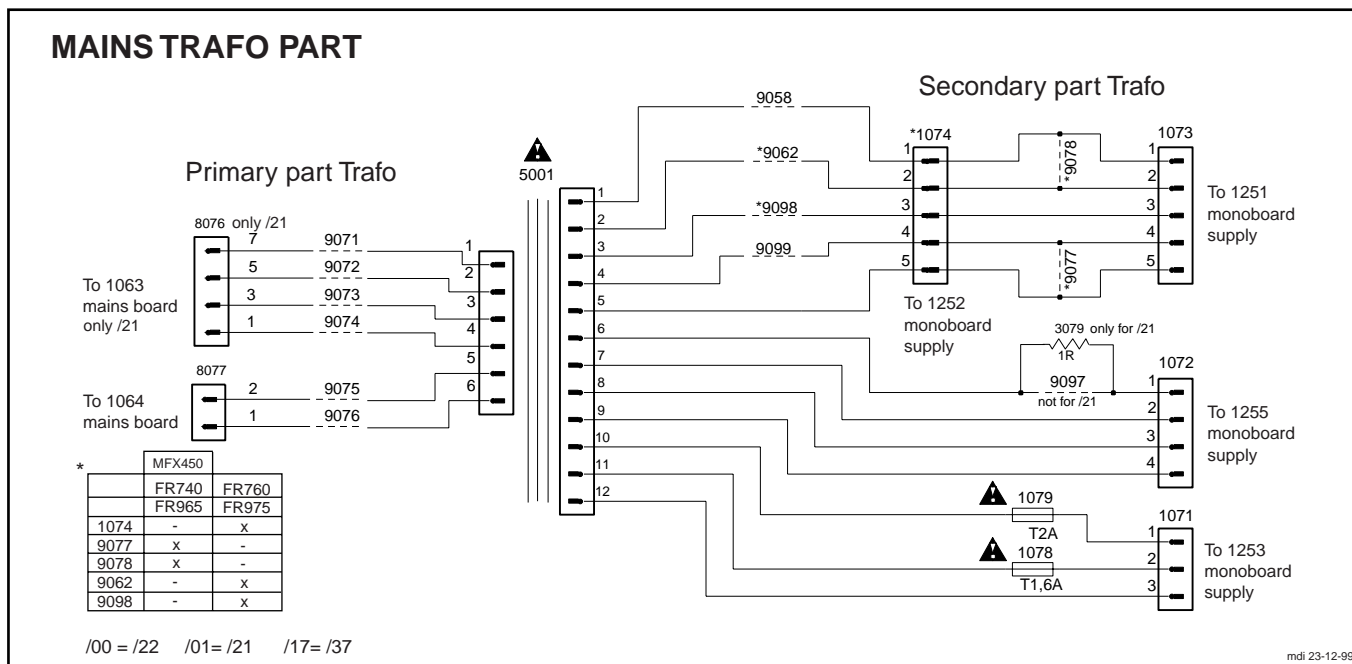 MAINS TRAFO PART
Primary part Trafo
Secondary part Trafo
8076 only /21
7 9071 1
5 9072 2
3 9073 3
1 9074 4
To 1063
mains board
only /21
8077
2 9075 5
1 9076 6
To 1064
mains board
5001
1
2
3
4
5
6
7
8
9
10
11
12
9058
*9062
*9098
9099
*1074
1
2
3
4
5
To 1252
monoboard
supply
*9078
*9077
1073
1
2
3
4
5
To 1251
monoboard
supply
3079 only for /21
1R
9097
not for /21
1072
1
2
3
4
To 1255
monoboard
supply
1079
T2A
1078
T1,6A
1071
1
2
3
To 1253
monoboard
supply
*
MFX450
FR740 FR760
FR965 FR975
1074 - x
9077 x -
9078 x -
9062 - x
9098 - x
/00 = /22 /01= /21 /17= /37
mdi 23-12-99